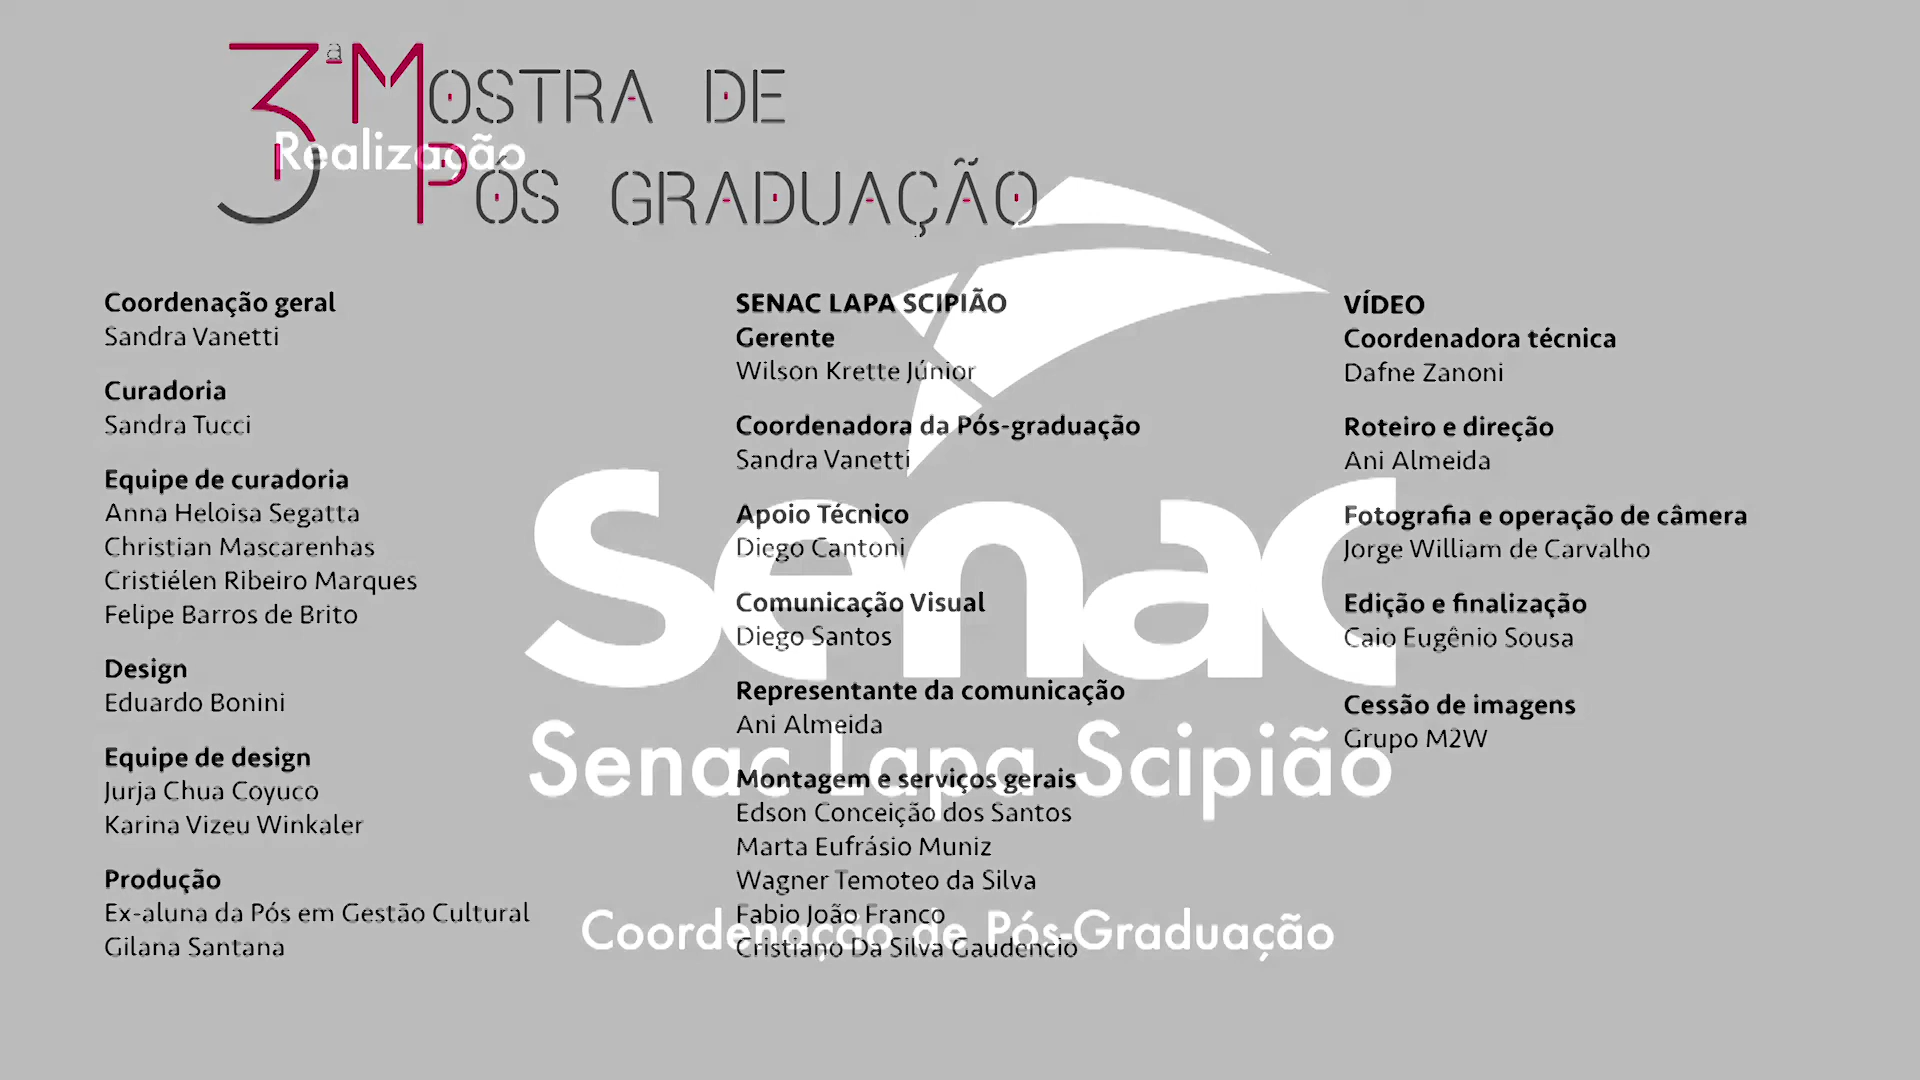 3ª MOSTRA DE
PÓS GRADUAÇÃO
Realização
Coordenação geral
Sandra Vanetti
Curadoria
Sandra Tucci
Equipe de curadoria
Anna Heloisa Segatta
Christian Mascarenhas
Cristiélen Ribeiro Marques
Felipe Barros de Brito
Design
Eduardo Bonini
Equipe de design
Jurja Chua Coyuco
Karina Vizeu Winkaler
Produção
Ex-aluna da Pós em Gestão Cultural
Gilana Santana
SENAC LAPA SCIPIÃO
Gerente
Wilson Krette Júnior
Coordenadora da Pós-graduação
Sandra Vanetti
Apoio Técnico
Diego Cantoni
Comunicação Visual
Diego Santos
Representante da comunicação
Ani Almeida
Montagem e serviços gerais
Edson Conceição dos Santos
Marta Eufrásio Muniz
Wagner Temoteo da Silva
Fabio João Franco
Cristiano Da Silva Gaudencio
VÍDEO
Coordenadora técnica
Dafne Zanoni
Roteiro e direção
Ani Almeida
Fotografia e operação de câmera
Jorge William de Carvalho
Edição e finalização
Caio Eugênio Sousa
Cessão de imagens
Grupo M2W
senac
Senac Lapa Scipião
Coordenação de Pós-Graduação